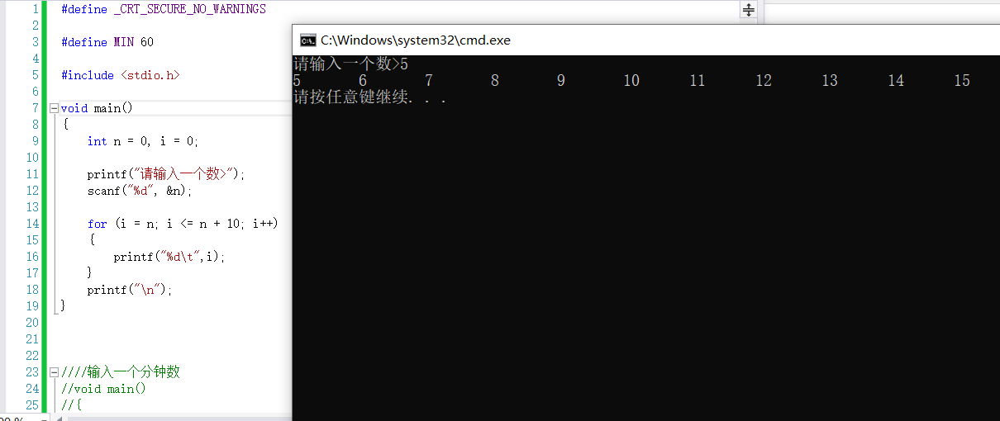 1 #define _CRT_SECURE_NO_WARNINGS
2
3 #define MIN 60
4
5 #include <stdio.h>
6
7 void main()
8 {
9 int n = 0, i = 0;
10
11 printf("请输入一个数>");
12 scanf("%d", &n);
13
14 for (i = n; i <= n + 10; i++)
15 {
16 printf("%d\t",i);
17 }
18 printf("\n");
19 }
20
21
22
23 ////输入一个分钟数
24 //void main()
25 //{
C:\Windows\system32\cmd.exe
请输入一个数>5
5 6 7 8 9 10 11 12 13 14 15
请按任意键继续. . .